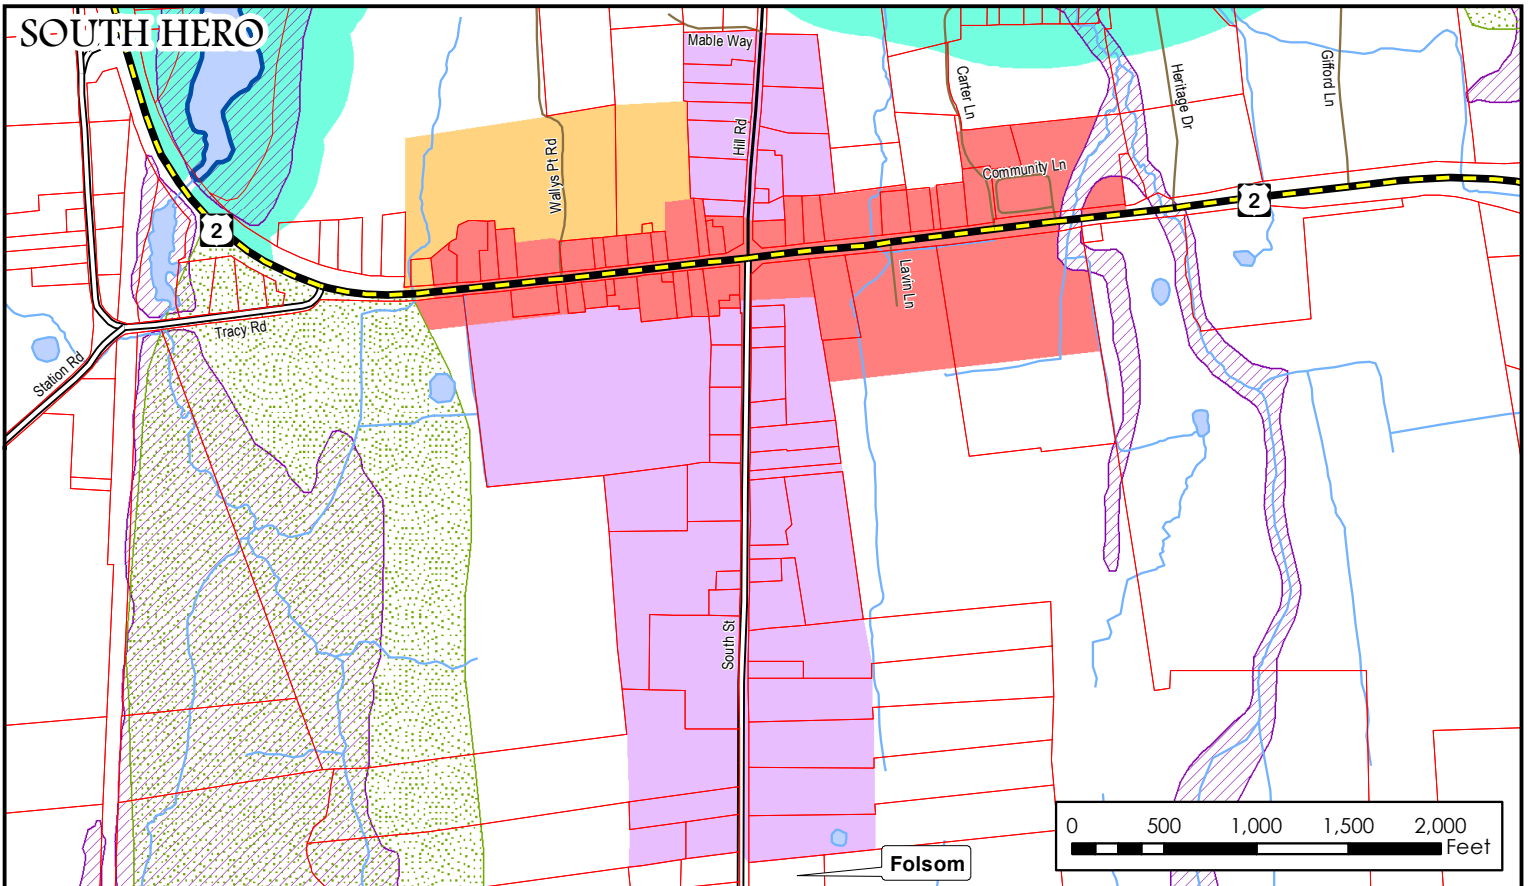 SOUTH HERO
Mable Way
Hill Rd
Carter Ln
Heritage Dr
Gifford Ln
Wallys Pt Rd
Community Ln
2
2
Lavin Ln
Tracy Rd
Station Rd
South St
0 500 1,000 1,500 2,000
Feet
Folsom